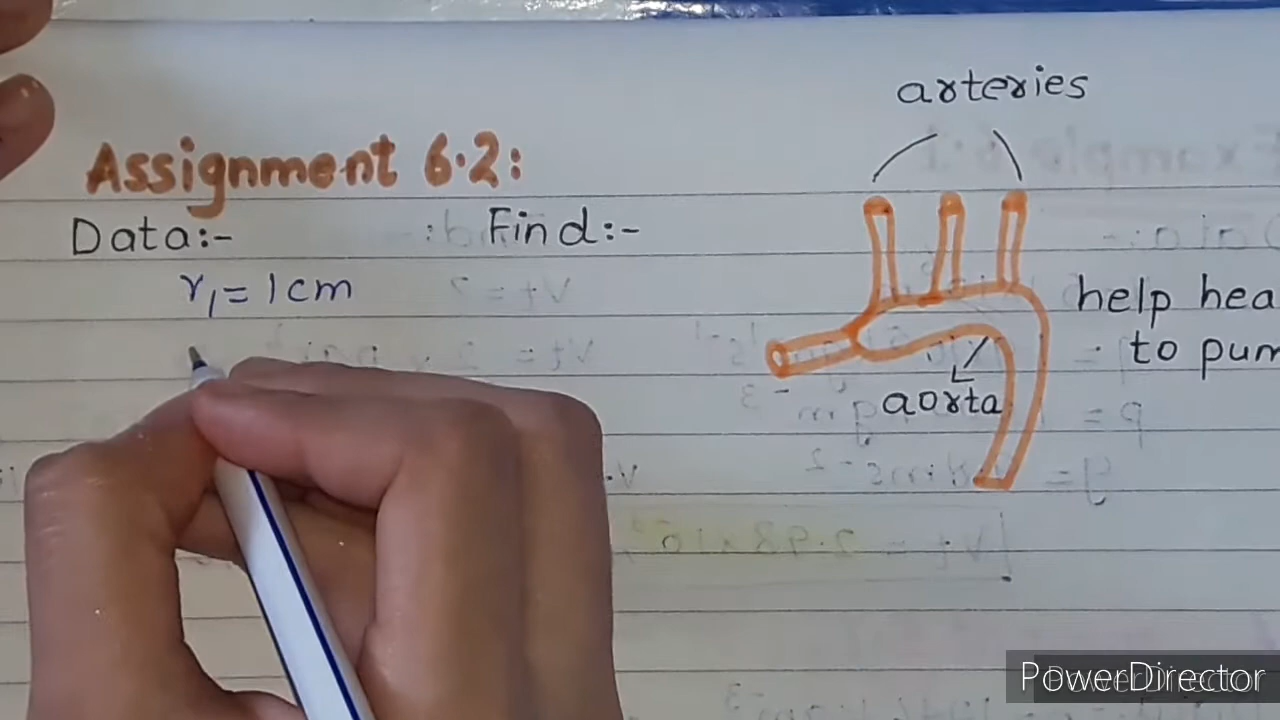 arteries
Assignment 6.2:
Data:- Find:-
r₁ = 1cm
help hea
to pum
aorta
PowerDirector